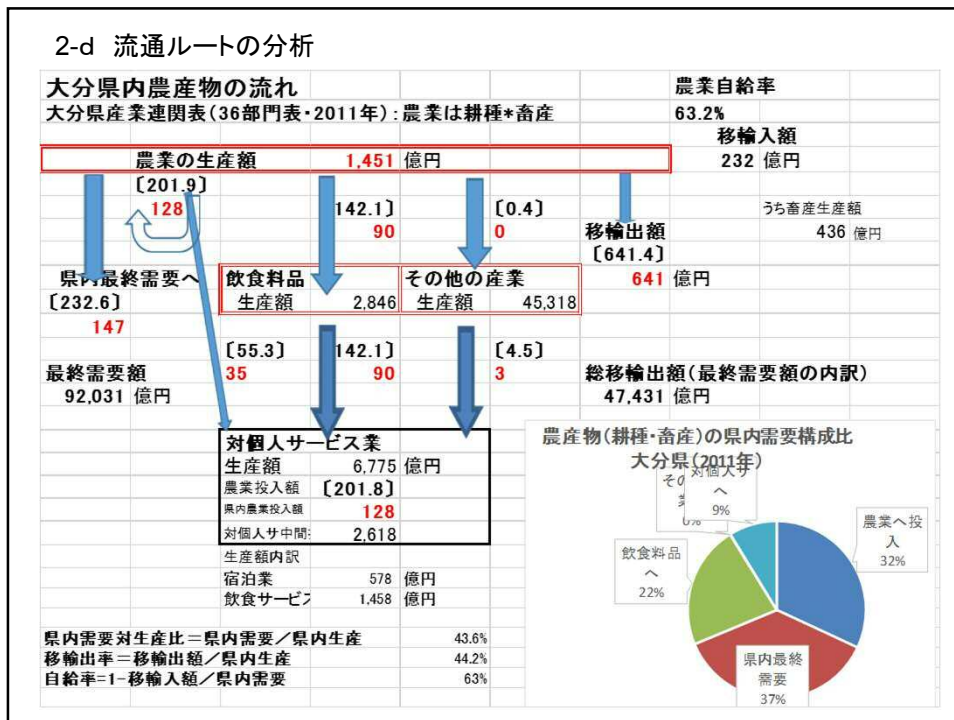 2-d 流通ルートの分析
大分県内農産物の流れ 農業自給率
大分県産業連関表(36部門表・2011年):農業は耕種*畜産 63.2%
移輸入額
農業の生産額 1,451 億円 232 億円
〔201.9〕
128 142.1〕 〔0.4〕 うち畜産生産額
90 0 移輸出額 436 億円
〔641.4〕
県内最終需要へ 飲食料品 その他の産業 641 億円
〔232.6〕 生産額 2,846 生産額 45,318
147
〔55.3〕 142.1〕 〔4.5〕
最終需要額 35 90 3 総移輸出額(最終需要額の内訳)
92,031 億円 47,431 億円
対個人サービス業
生産額 6,775 億円
農業投入額 〔201.8〕
県内農業投入額 128
対個人サ中間 2,618
生産額内訳
宿泊業 578 億円
飲食サービス 1,458 億円
県内需要対生産比=県内需要/県内生産 43.6%
移輸出率=移輸出額/県内生産 44.2%
自給率=1-移輸入額/県内需要 63%
農産物(耕種・畜産)の県内需要構成比
大分県(2011年)
対個人サ
へ
9%
その
業
0%
農業へ投
入
32%
飲食料品
へ
22%
県内最終
需要
37%